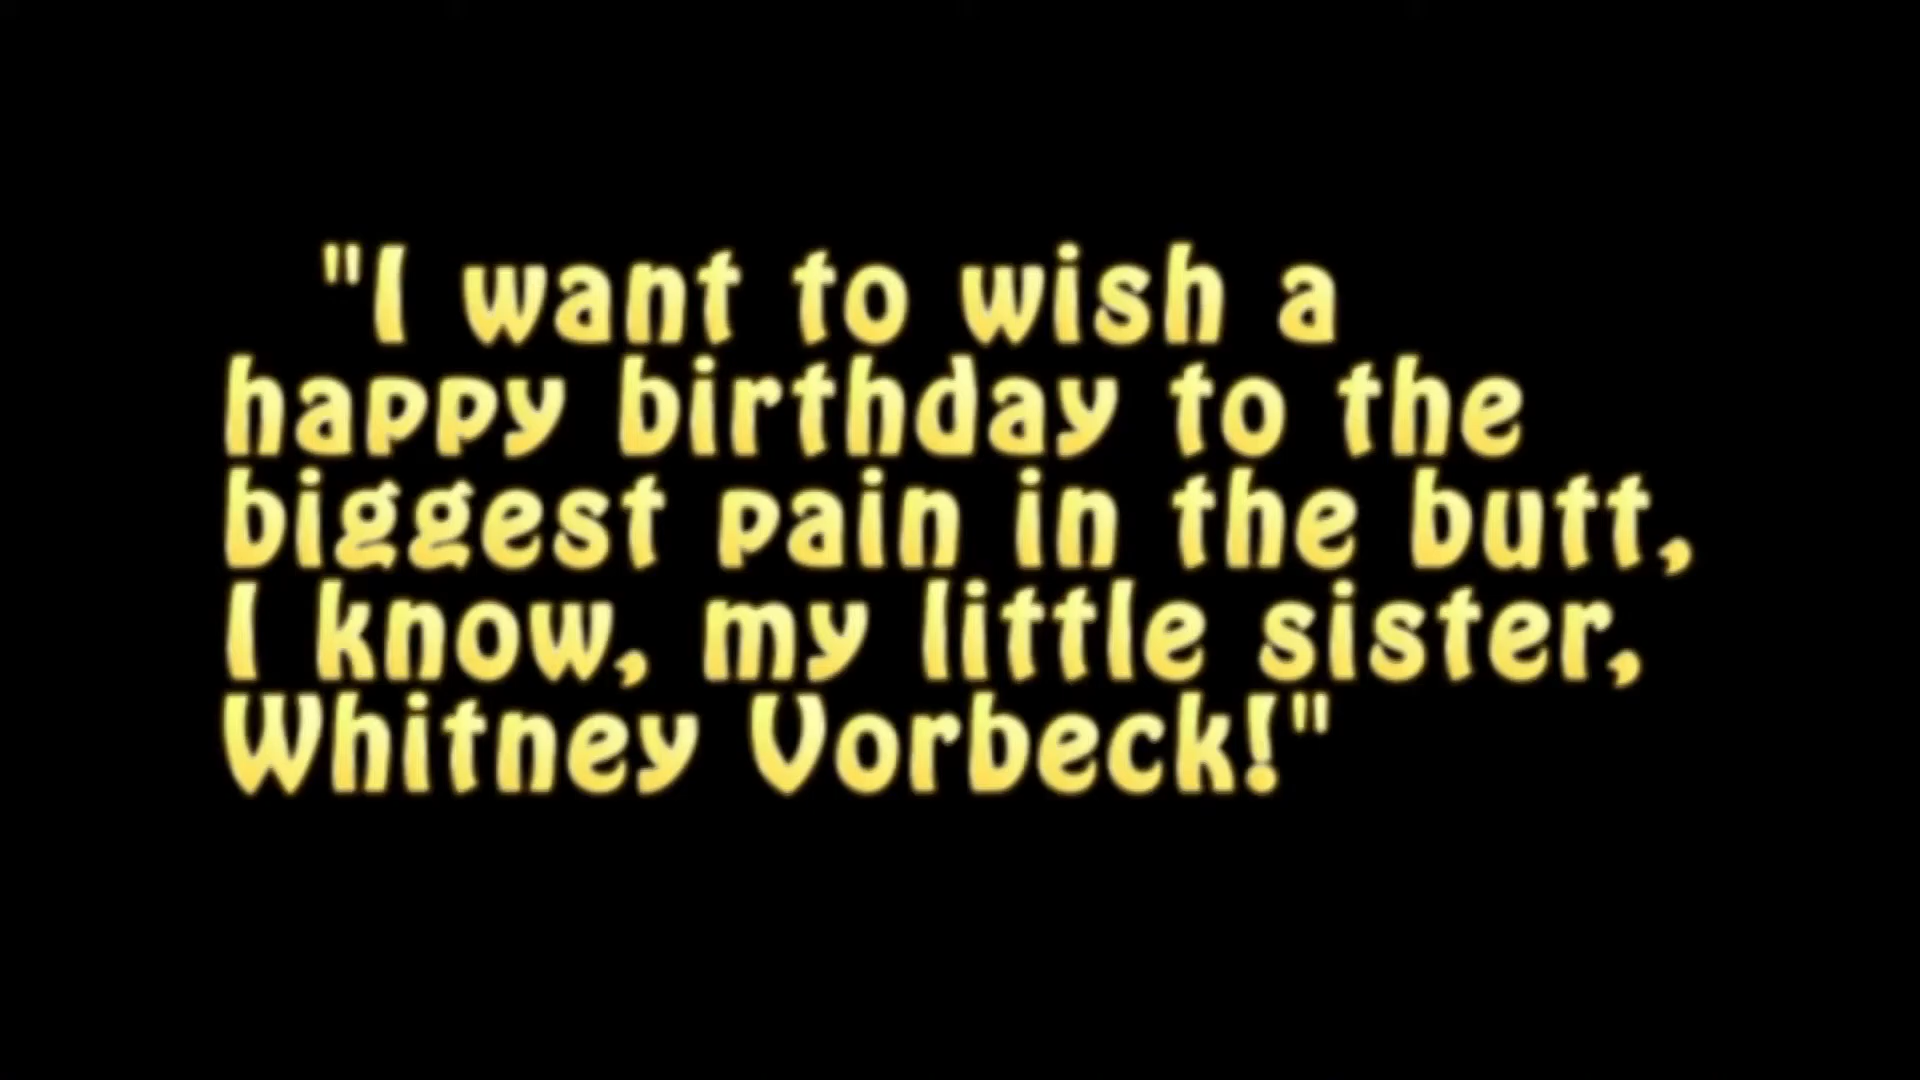 "I want to wish a
happy birthday to the
biggest pain in the butt,
I know, my little sister,
Whitney Vorbeck!"